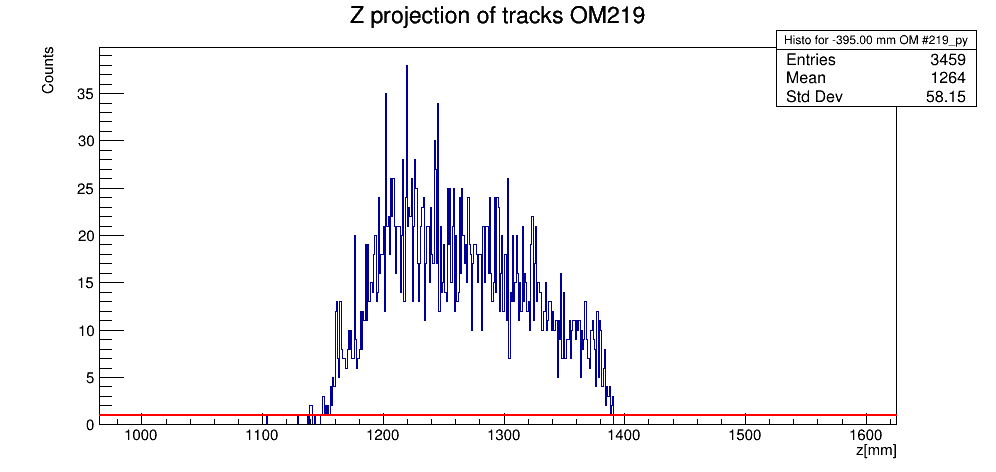 Z projection of tracks OM219
Histo for -395.00 mm OM #219_py
Entries 3459
Mean 1264
Std Dev 58.15
Counts
35
30
25
20
15
10
5
0
1000 1100 1200 1300 1400 1500 1600
z[mm]